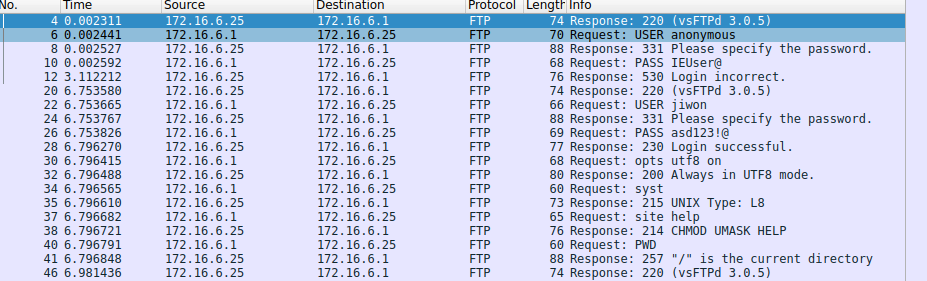 No. Time Source Destination Protocol Length Info
4 0.002311 172.16.6.25 172.16.6.1 FTP 74 Response: 220 (vsFTPd 3.0.5)
6 0.002441 172.16.6.1 172.16.6.25 FTP 70 Request: USER anonymous
8 0.002527 172.16.6.25 172.16.6.1 FTP 88 Response: 331 Please specify the password.
10 0.002592 172.16.6.1 172.16.6.25 FTP 68 Request: PASS IEUser@
12 3.112212 172.16.6.25 172.16.6.1 FTP 76 Response: 530 Login incorrect.
20 6.753580 172.16.6.25 172.16.6.1 FTP 74 Response: 220 (vsFTPd 3.0.5)
22 6.753665 172.16.6.1 172.16.6.25 FTP 66 Request: USER jiwon
24 6.753767 172.16.6.25 172.16.6.1 FTP 88 Response: 331 Please specify the password.
26 6.753826 172.16.6.1 172.16.6.25 FTP 69 Request: PASS asd123!@
28 6.796270 172.16.6.25 172.16.6.1 FTP 77 Response: 230 Login successful.
30 6.796415 172.16.6.1 172.16.6.25 FTP 68 Request: opts utf8 on
32 6.796488 172.16.6.25 172.16.6.1 FTP 80 Response: 200 Always in UTF8 mode.
34 6.796565 172.16.6.1 172.16.6.25 FTP 60 Request: syst
35 6.796610 172.16.6.25 172.16.6.1 FTP 73 Response: 215 UNIX Type: L8
37 6.796682 172.16.6.1 172.16.6.25 FTP 65 Request: site help
38 6.796721 172.16.6.25 172.16.6.1 FTP 76 Response: 214 CHMOD UMASK HELP
40 6.796791 172.16.6.1 172.16.6.25 FTP 60 Request: PWD
41 6.796848 172.16.6.25 172.16.6.1 FTP 88 Response: 257 "/" is the current directory
46 6.981436 172.16.6.25 172.16.6.1 FTP 74 Response: 220 (vsFTPd 3.0.5)